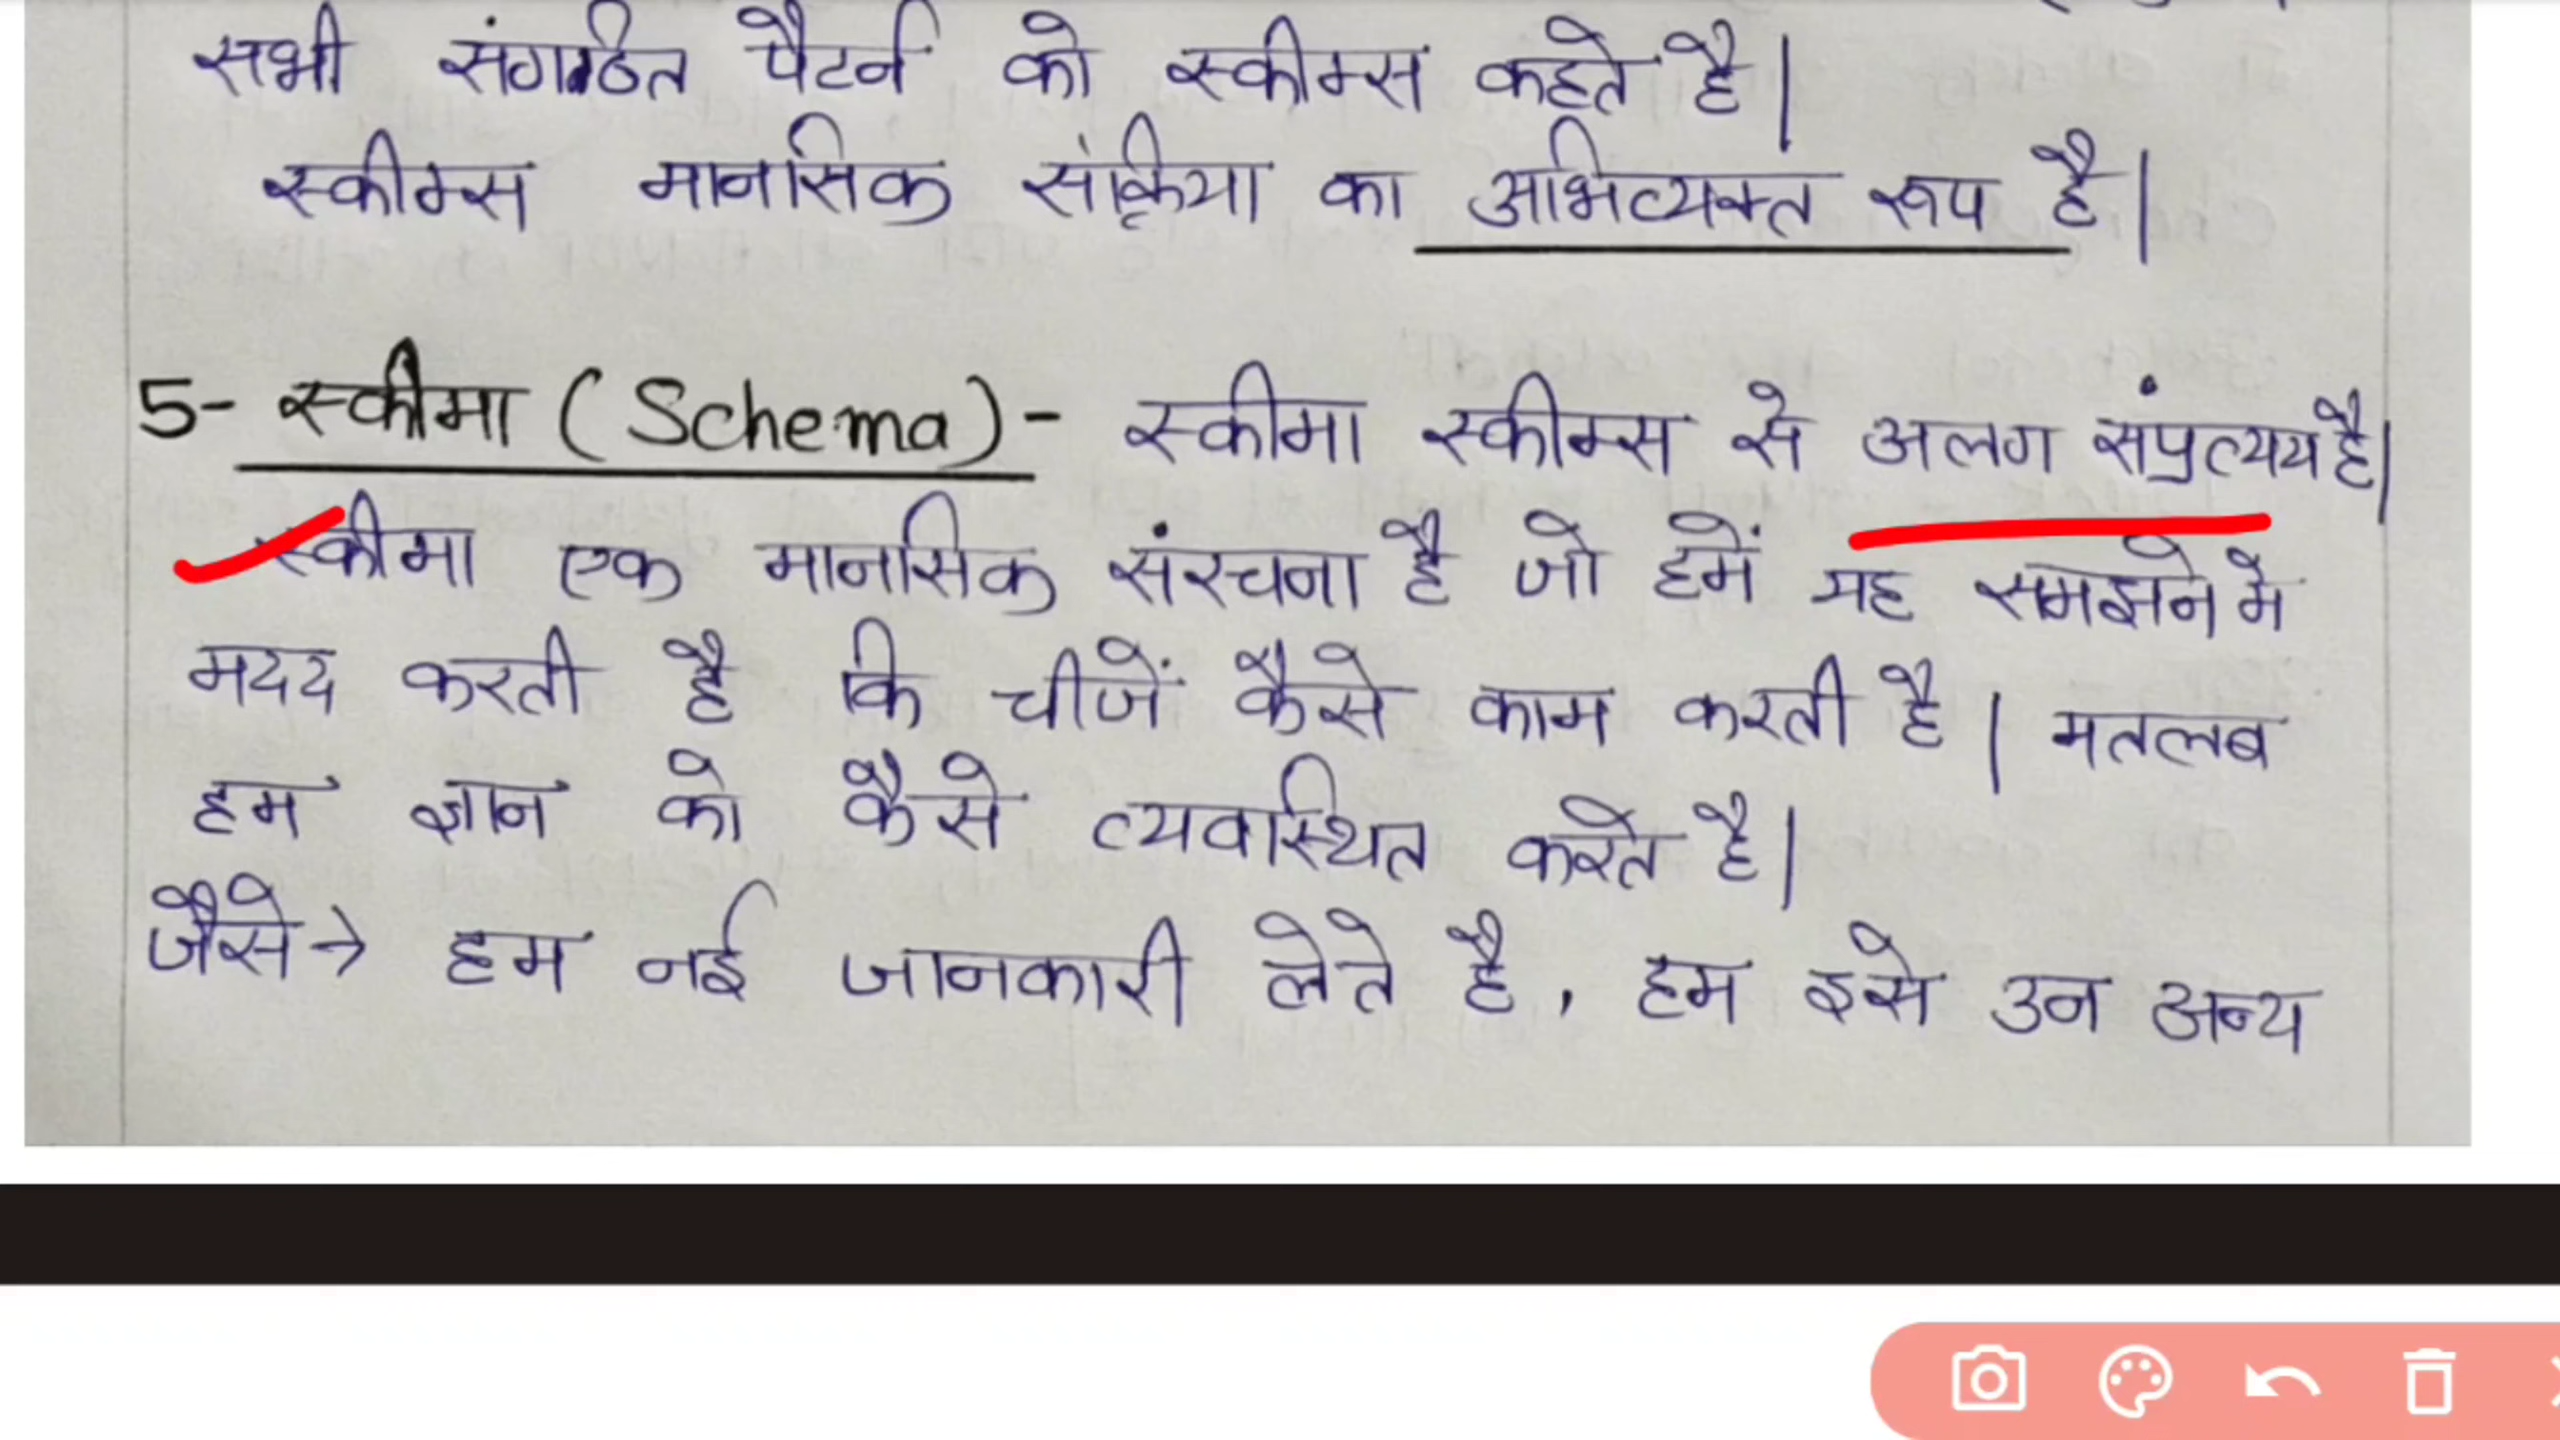 सभी संगठित पैटर्न को स्कीम्स कहते है|
स्कीम्स मानसिक संक्रिया का अभिव्यक्त रूप है|
5- स्कीमा (Schema)- स्कीमा स्कीम्स से अलग संप्रत्यय है|
स्कीमा एक मानसिक संरचना है जो हमें यह समझने मे
मदद करती है कि चीजें कैसे काम करती है| मतलब
हम ज्ञान को कैसे व्यवस्थित करते है|
जैसे→ हम नई जानकारी लेते है, हम इसे उन अन्य